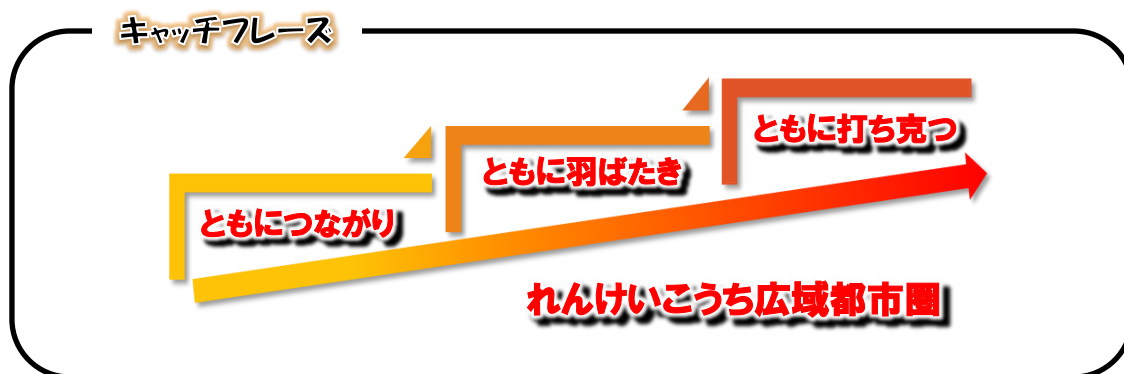 キャッチフレーズ
ともにつながり
ともに羽ばたき
ともに打ち克つ
れんけいこうち広域都市圏